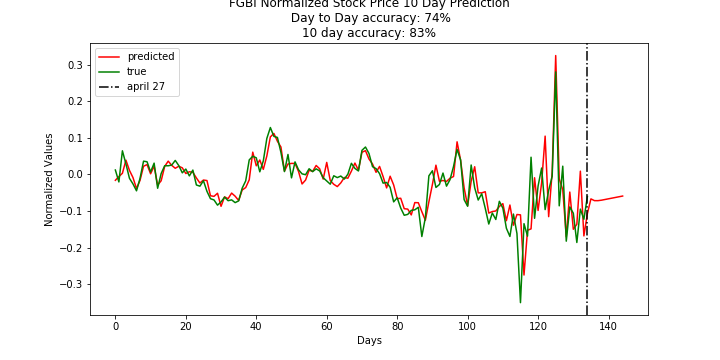 FGBI Normalized Stock Price 10 Day Prediction
Day to Day accuracy: 74%
10 day accuracy: 83%
predicted
true
april 27
Normalized Values
0.3
0.2
0.1
0.0
−0.1
−0.2
−0.3
0 20 40 60 80 100 120 140
Days